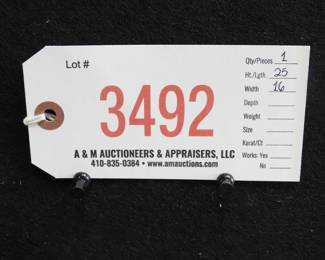 Lot #
3492
A & M AUCTIONEERS & APPRAISERS, LLC
410-835-0384 • www.amauctions.com
Qty/Pieces 1
Ht./Lgth 25
Width 16
Depth
Weight
Size
Karat/Ct
Works: Yes
No